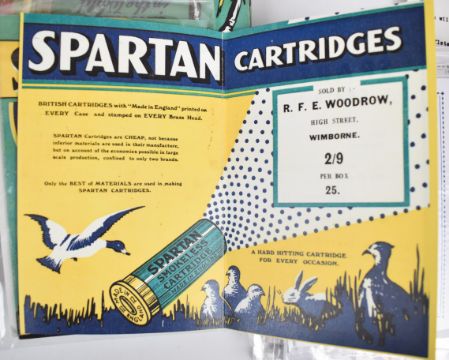 SPARTAN CARTRIDGES
BRITISH CARTRIDGES with "Made in England" printed on
EVERY Case and stamped on EVERY Brass Head.
SPARTAN Cartridges are CHEAP, not because
inferior materials are used in their manufacture,
but on account of the economies possible in large
scale production, confined to only two brands.
Only the BEST of MATERIALS are used in making
SPARTAN CARTRIDGES.
SOLD BY
R. F. E. WOODROW,
HIGH STREET,
WIMBORNE.
2/9
PER BOX
25.
SPARTAN
SMOKELESS
CARTRIDGE
A HARD HITTING CARTRIDGE
FOR EVERY OCCASION.